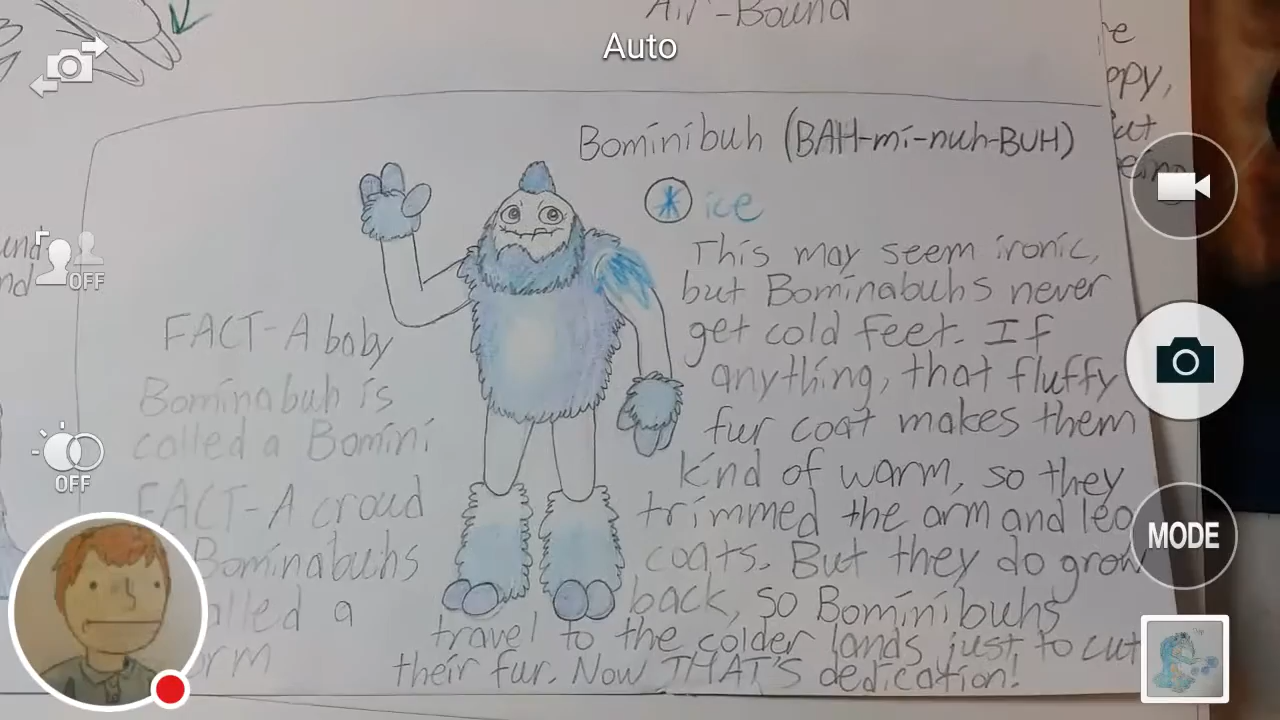 Air-Bound
Auto
Bominibuh (BAH-mi-nuh-BUH)
ice
This may seem ironic,
but Bominabuhs never
get cold feet. If
anything, that fluffy
fur coat makes them
kind of warm, so they
trimmed the arm and leg
coats. But they do grow
back, so Bominibuhs
travel to the colder lands just to cut
their fur. Now THAT'S dedication!
FACT-A baby
Bominabuh is
called a Bomini
FACT-A croud
Bominabuhs
a
OFF
OFF
MODE